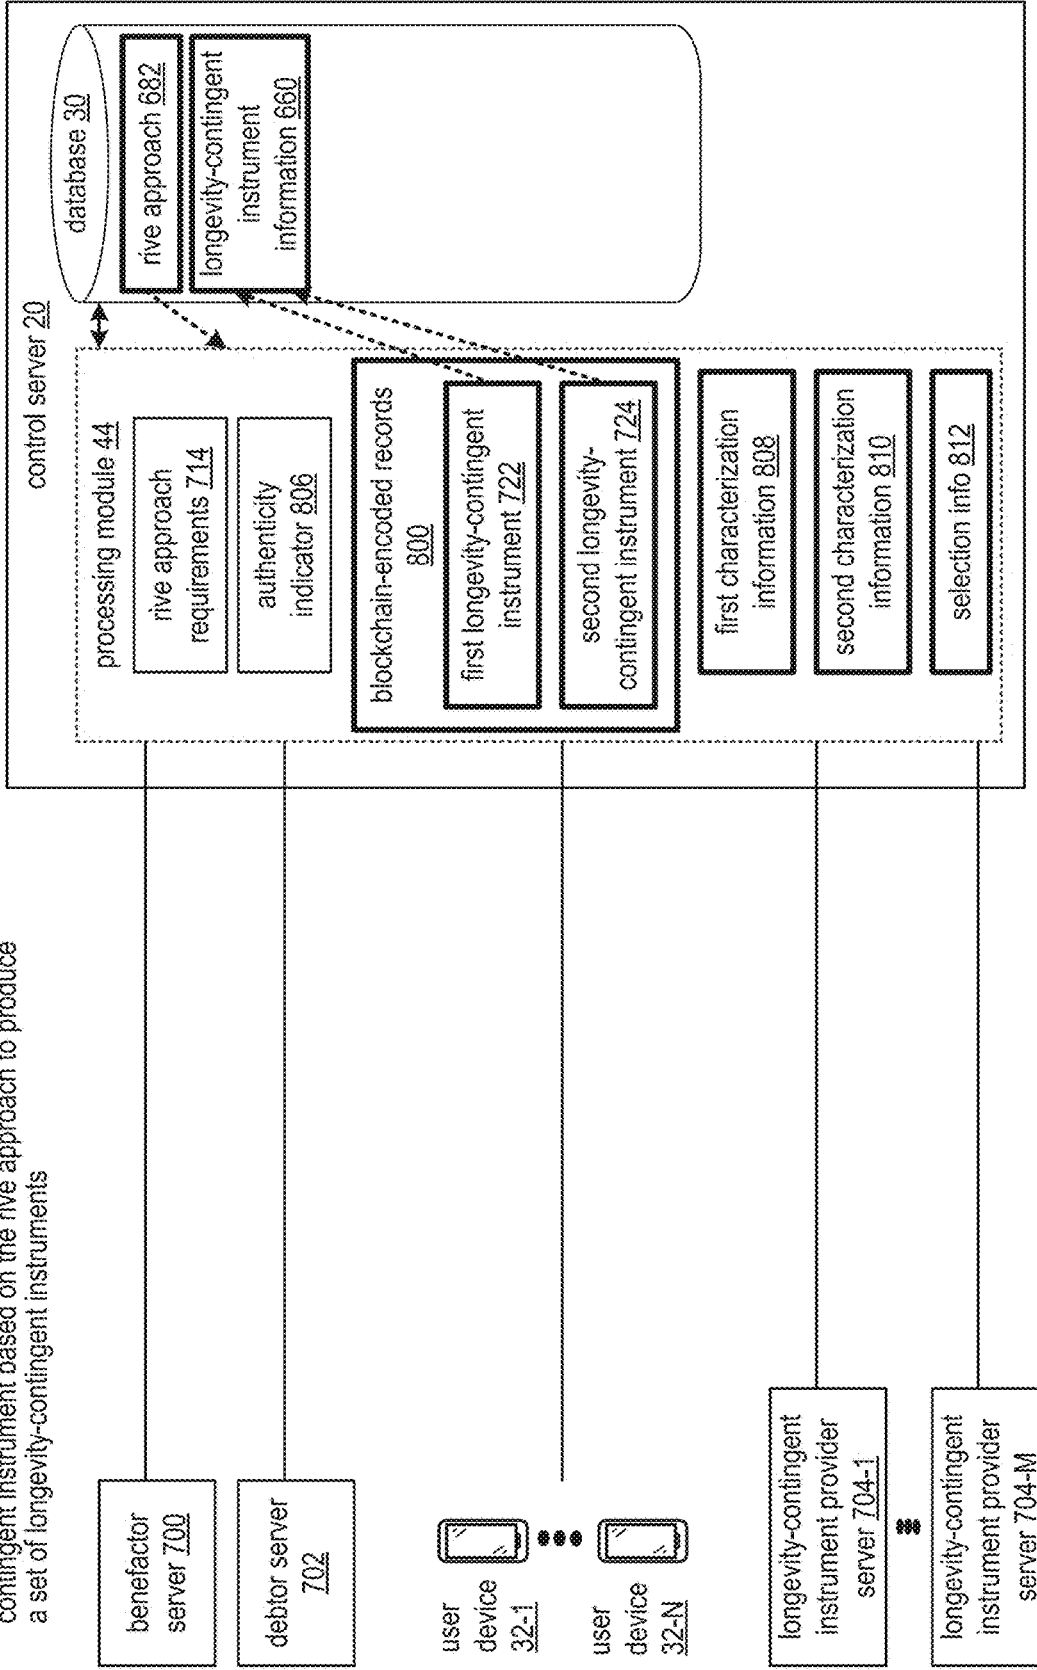 contingent instrument based on the rive approach to produce
a set of longevity-contingent instruments
benefactor
server 700
debtor server
702
user
device
32-1
user
device
32-N
longevity-contingent
instrument provider
server 704-1
longevity-contingent
instrument provider
server 704-M
control server 20
processing module 44
rive approach
requirements 714
authenticity
indicator 806
blockchain-encoded records
800
first longevity-contingent
instrument 722
second longevity-
contingent instrument 724
first characterization
information 808
second characterization
information 810
selection info 812
database 30
rive approach 682
longevity-contingent
instrument
information 660